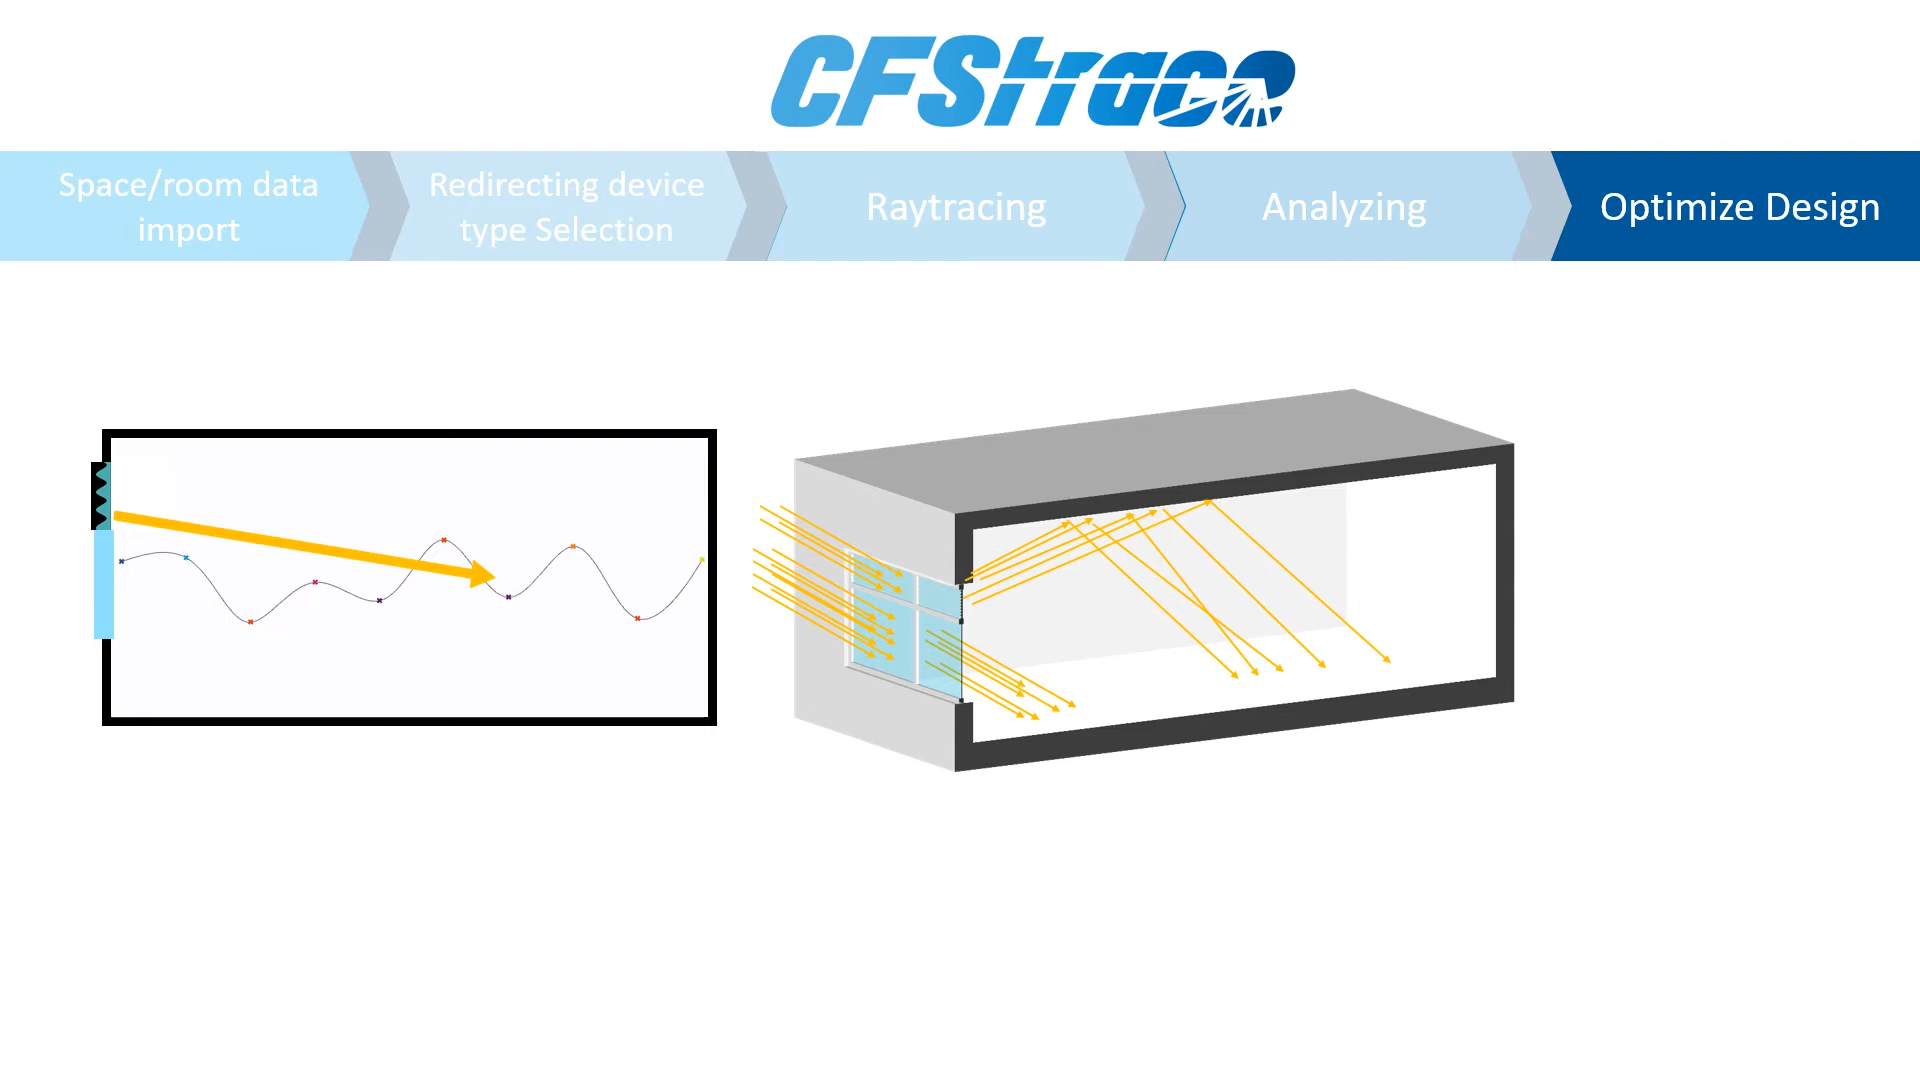 CFStrace
Space/room data
import
Redirecting device
type Selection
Raytracing
Analyzing
Optimize Design